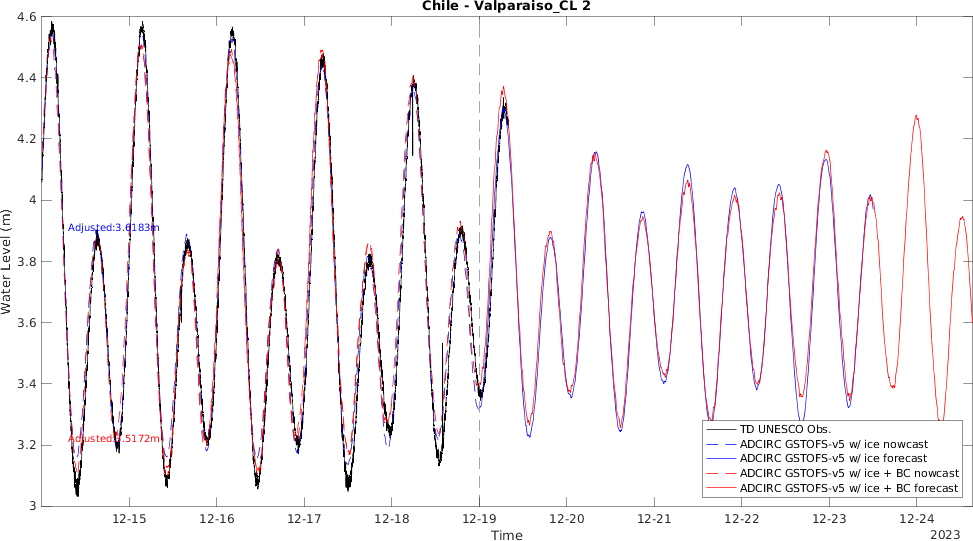 Chile - Valparaiso_CL 2
Water Level (m)
4.6
4.4
4.2
4
3.8
3.6
3.4
3.2
3
Adjusted:3.6183m
Adjusted:3.5172m
12-15
12-16
12-17
12-18
12-19
12-20
12-21
12-22
12-23
12-24
2023
Time
TD UNESCO Obs.
ADCIRC GSTOFS-v5 w/ ice nowcast
ADCIRC GSTOFS-v5 w/ ice forecast
ADCIRC GSTOFS-v5 w/ ice + BC nowcast
ADCIRC GSTOFS-v5 w/ ice + BC forecast